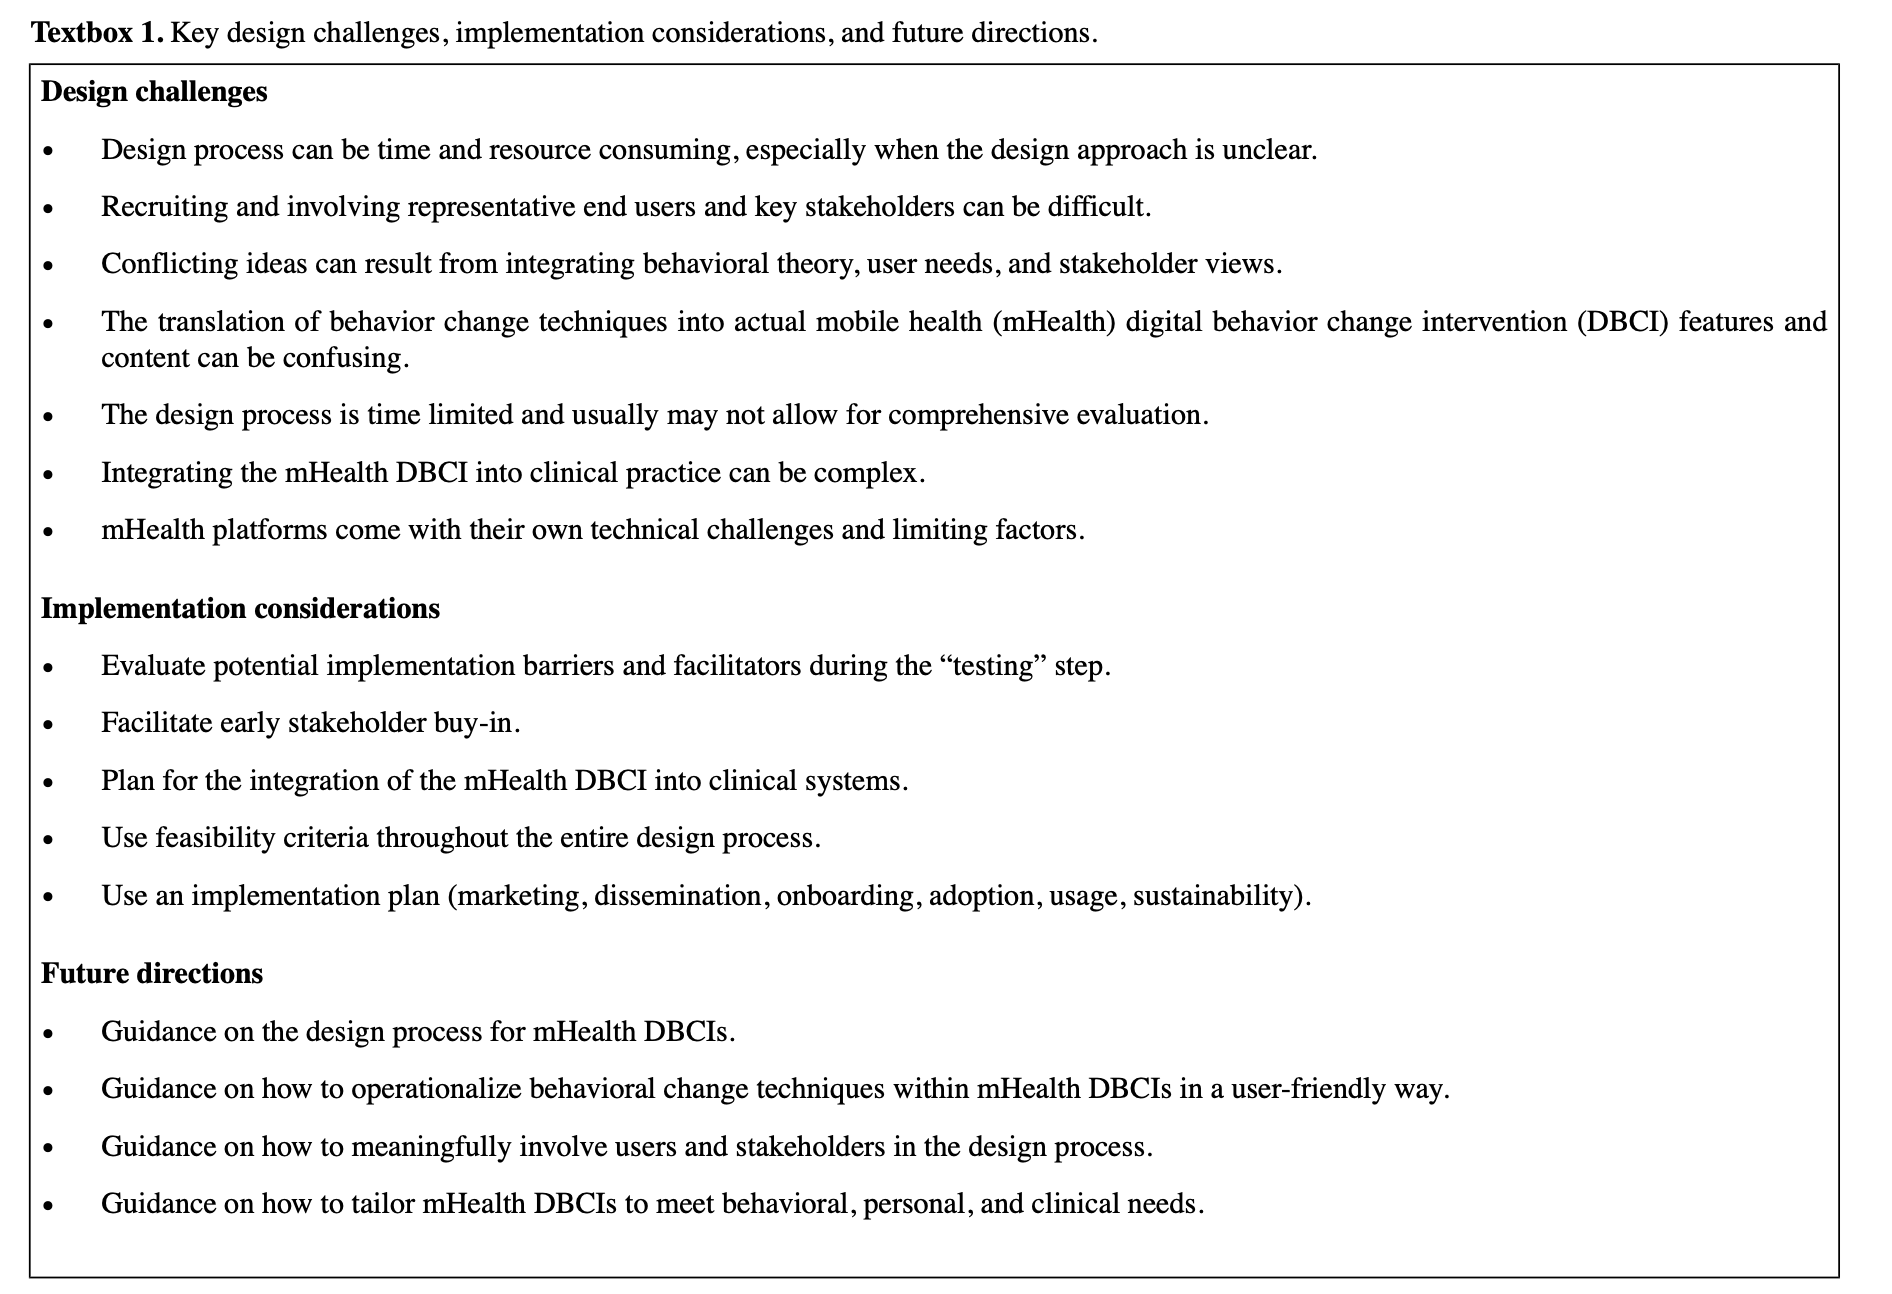 Textbox 1. Key design challenges, implementation considerations, and future directions.
Design challenges
• Design process can be time and resource consuming, especially when the design approach is unclear.
• Recruiting and involving representative end users and key stakeholders can be difficult.
• Conflicting ideas can result from integrating behavioral theory, user needs, and stakeholder views.
• The translation of behavior change techniques into actual mobile health (mHealth) digital behavior change intervention (DBCI) features and
content can be confusing.
• The design process is time limited and usually may not allow for comprehensive evaluation.
• Integrating the mHealth DBCI into clinical practice can be complex.
• mHealth platforms come with their own technical challenges and limiting factors.
Implementation considerations
• Evaluate potential implementation barriers and facilitators during the “testing” step.
• Facilitate early stakeholder buy-in.
• Plan for the integration of the mHealth DBCI into clinical systems.
• Use feasibility criteria throughout the entire design process.
• Use an implementation plan (marketing, dissemination, onboarding, adoption, usage, sustainability).
Future directions
• Guidance on the design process for mHealth DBCIs.
• Guidance on how to operationalize behavioral change techniques within mHealth DBCIs in a user-friendly way.
• Guidance on how to meaningfully involve users and stakeholders in the design process.
• Guidance on how to tailor mHealth DBCIs to meet behavioral, personal, and clinical needs.